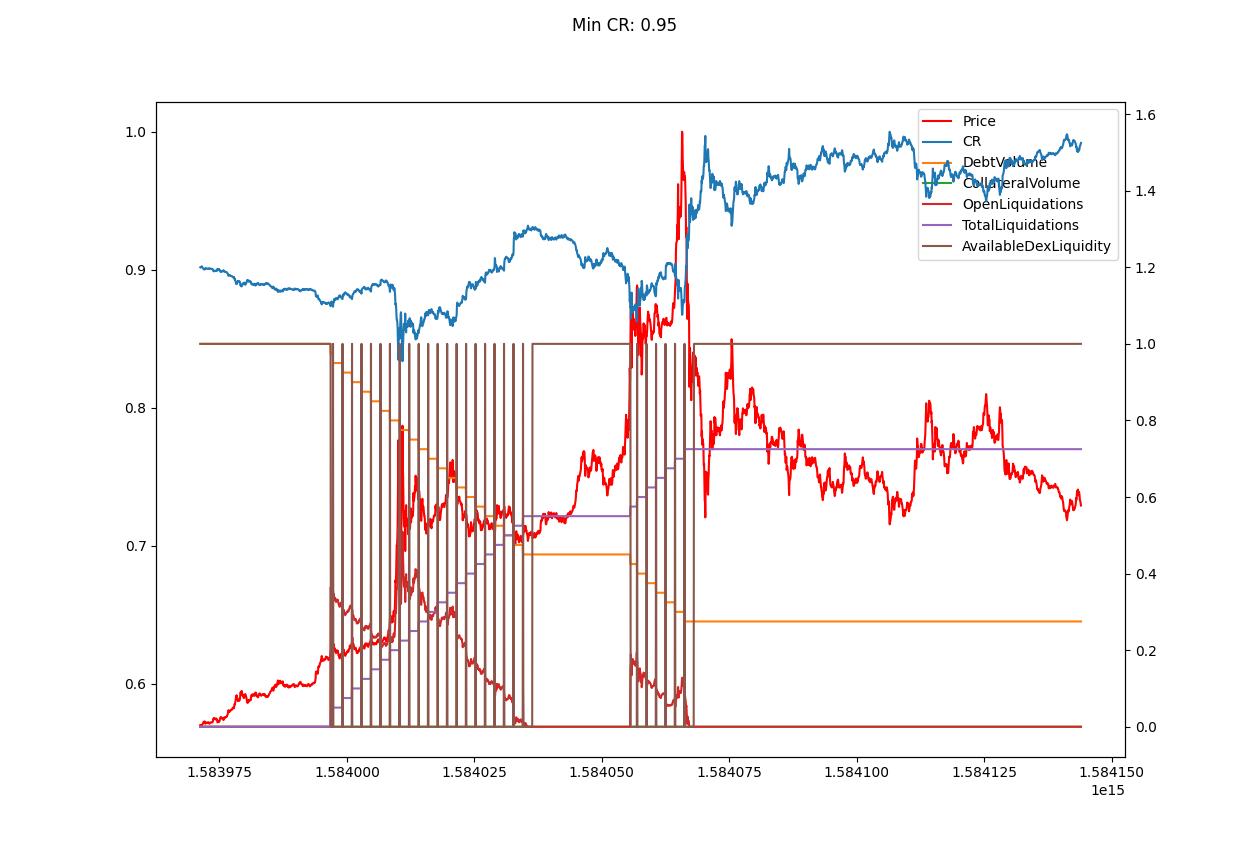 Min CR: 0.95
1.0
0.9
0.8
0.7
0.6
1.6
1.4
1.2
1.0
0.8
0.6
0.4
0.2
0.0
Price
CR
DebtVolume
CollateralVolume
OpenLiquidations
TotalLiquidations
AvailableDexLiquidity
1.583975 1.584000 1.584025 1.584050 1.584075 1.584100 1.584125 1.584150
1e15